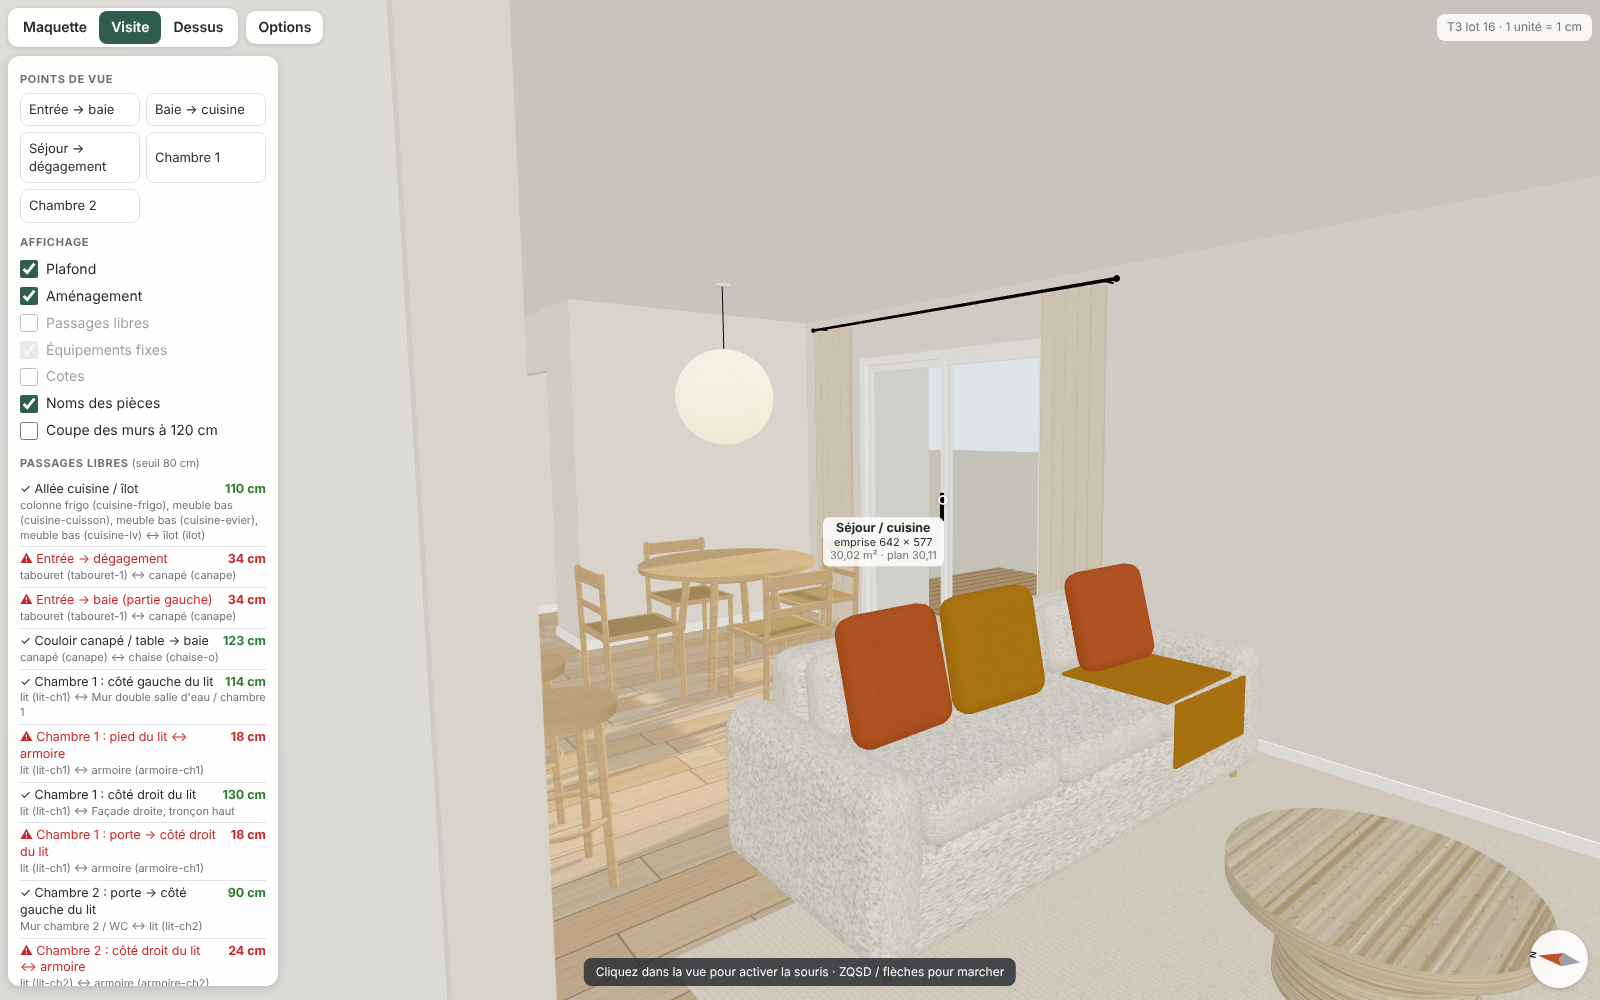 Maquette
Visite
Dessus
Options
T3 lot 16 · 1 unité = 1 cm
POINTS DE VUE
Entrée → baie
Baie → cuisine
Séjour →
dégagement
Chambre 1
Chambre 2
AFFICHAGE
Plafond
Aménagement
Passages libres
Équipements fixes
Cotes
Noms des pièces
Coupe des murs à 120 cm
PASSAGES LIBRES (seuil 80 cm)
✓ Allée cuisine / îlot 110 cm
colonne frigo (cuisine-frigo), meuble bas
(cuisine-cuisson), meuble bas (cuisine-evier),
meuble bas (cuisine-lv) ↔ îlot (ilot)
⚠ Entrée → dégagement 34 cm
tabouret (tabouret-1) ↔ canapé (canape)
⚠ Entrée → baie (partie gauche) 34 cm
tabouret (tabouret-1) ↔ canapé (canape)
✓ Couloir canapé / table → baie 123 cm
canapé (canape) ↔ chaise (chaise-o)
✓ Chambre 1 : côté gauche du lit 114 cm
lit (lit-ch1) ↔ Mur double salle d'eau / chambre
1
⚠ Chambre 1 : pied du lit ↔ 18 cm
armoire
lit (lit-ch1) ↔ armoire (armoire-ch1)
✓ Chambre 1 : côté droit du lit 130 cm
lit (lit-ch1) ↔ Façade droite, tronçon haut
⚠ Chambre 1 : porte → côté droit 18 cm
du lit
lit (lit-ch1) ↔ armoire (armoire-ch1)
✓ Chambre 2 : porte → côté 90 cm
gauche du lit
Mur chambre 2 / WC ↔ lit (lit-ch2)
⚠ Chambre 2 : côté droit du lit 24 cm
↔ armoire
lit (lit-ch2) ↔ armoire (armoire-ch2)
Séjour / cuisine
emprise 642 × 577
30,02 m² · plan 30,11
Cliquez dans la vue pour activer la souris · ZQSD / flèches pour marcher
N